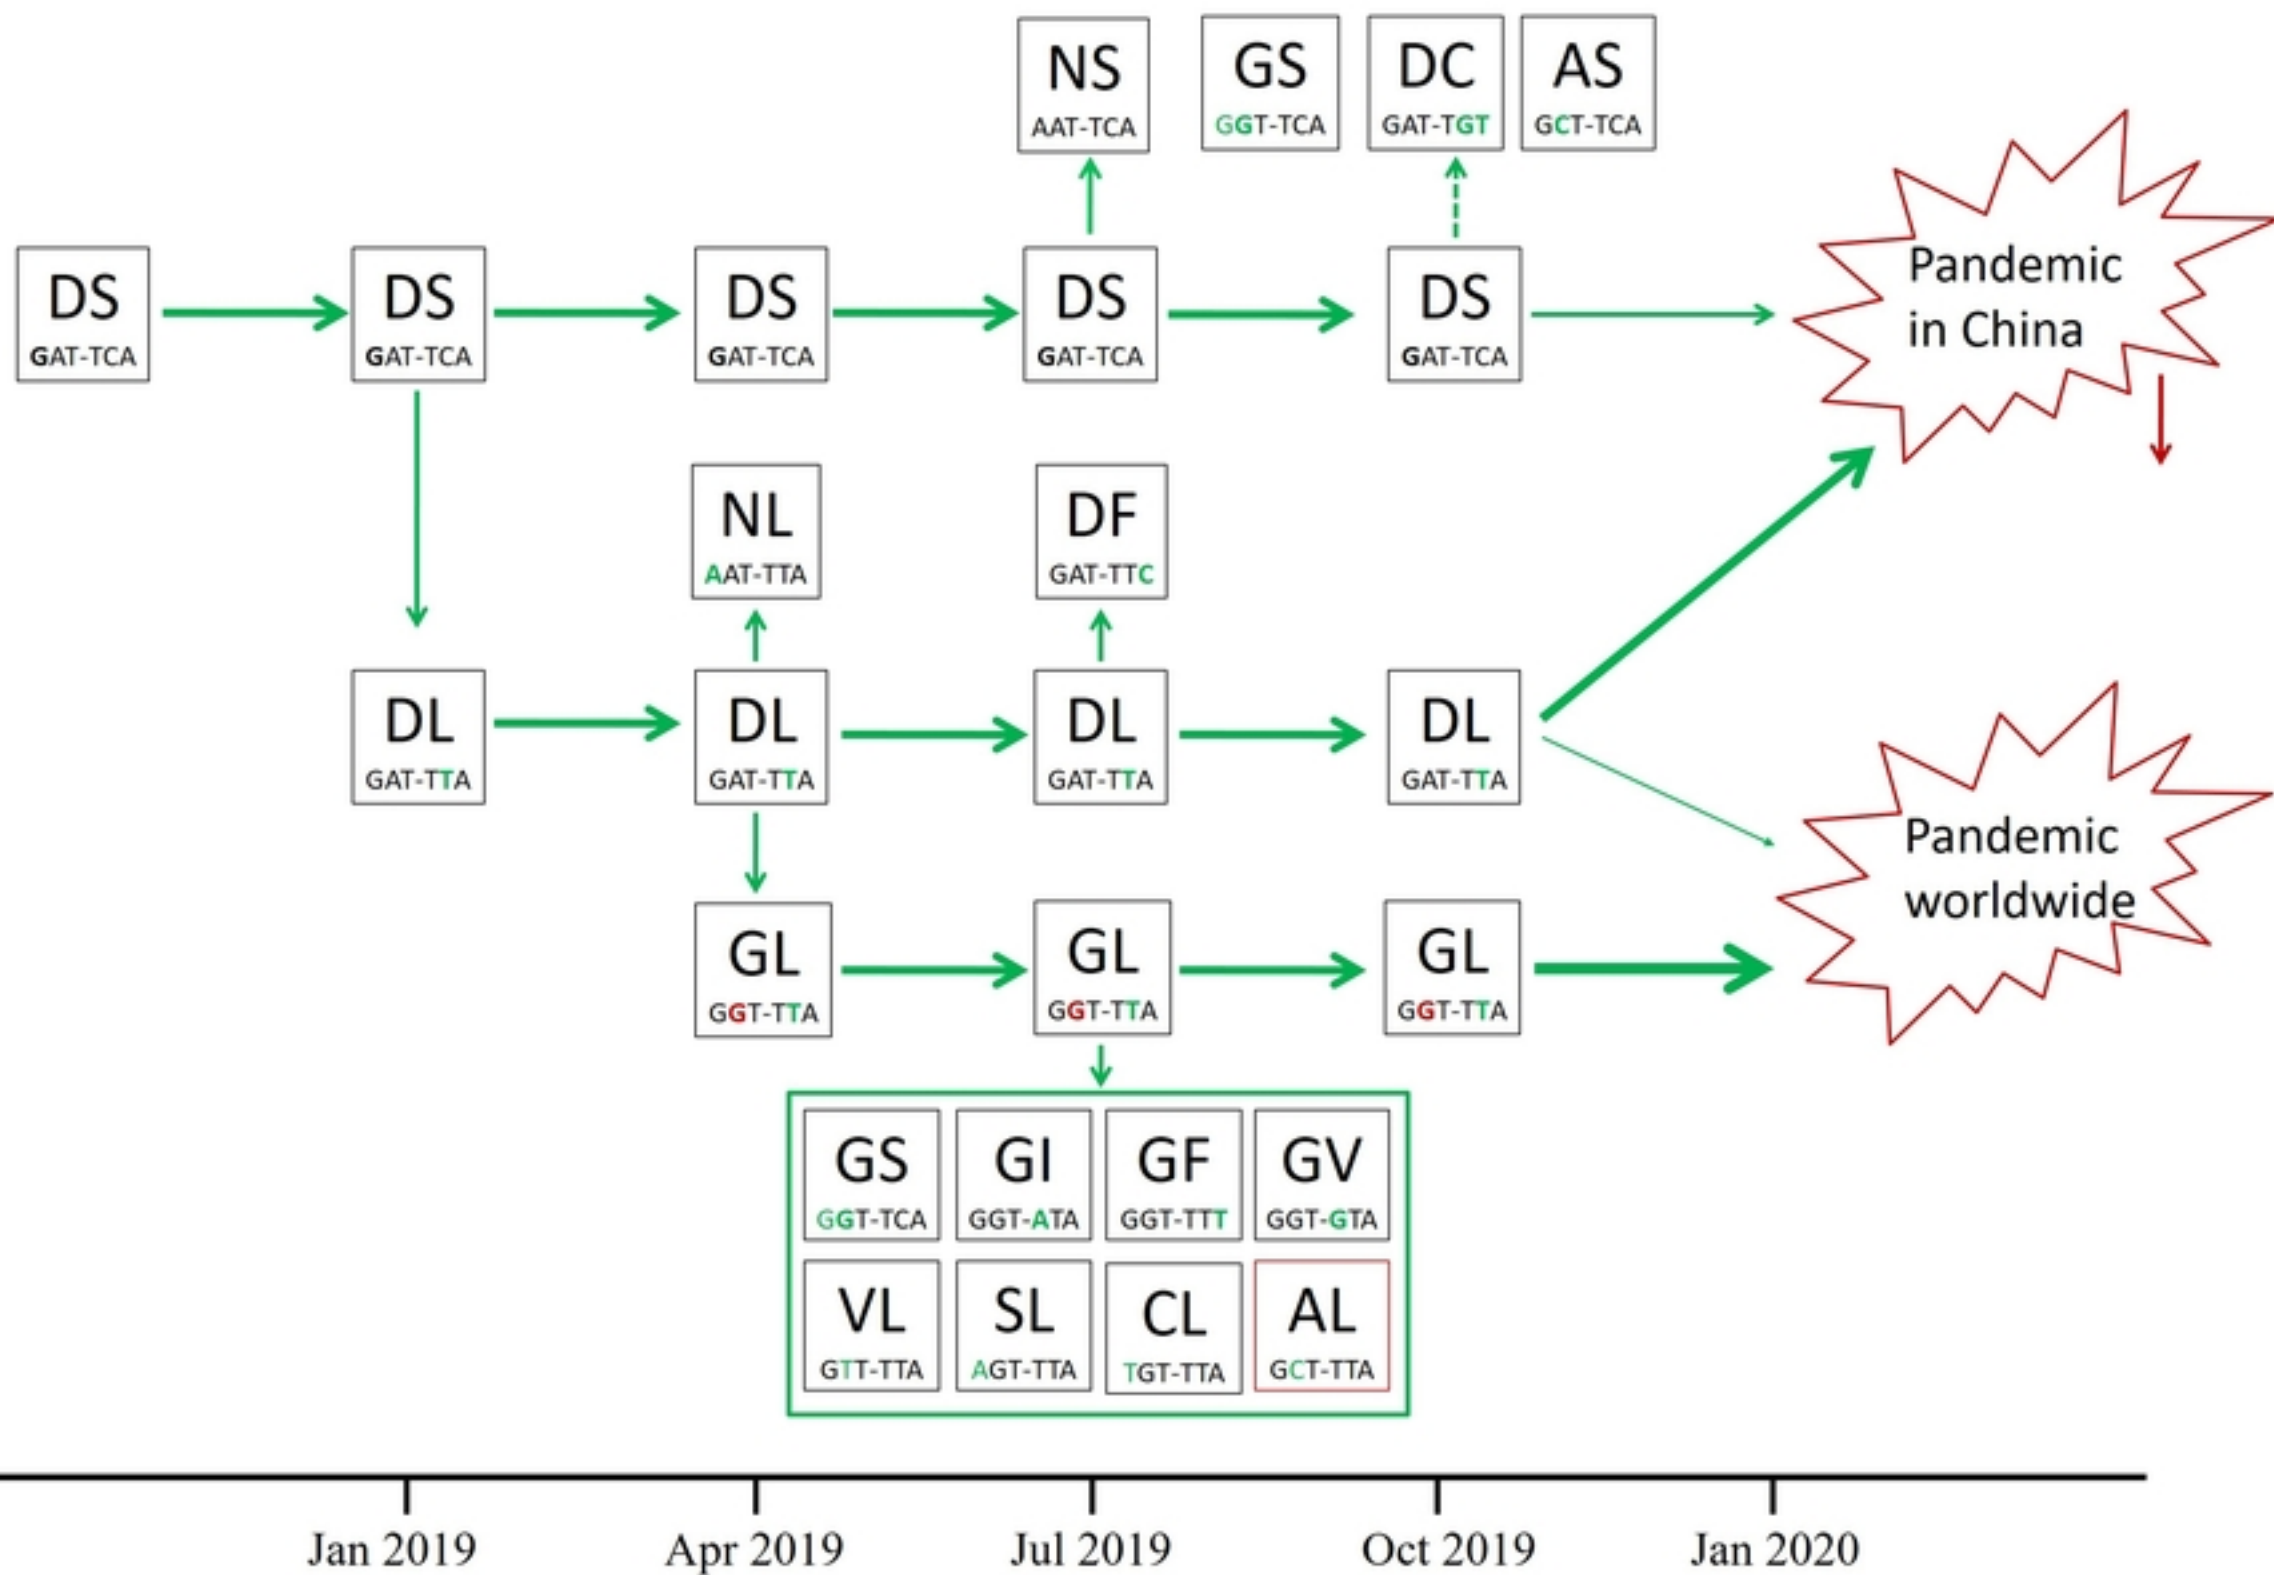 NS
AAT-TCA
GS
GGT-TCA
DC
GAT-TGT
AS
GCT-TCA
DS
GAT-TCA
DS
GAT-TCA
DS
GAT-TCA
DS
GAT-TCA
DS
GAT-TCA
Pandemic
in China
NL
AAT-TTA
DF
GAT-TTC
DL
GAT-TTA
DL
GAT-TTA
DL
GAT-TTA
DL
GAT-TTA
Pandemic
worldwide
GL
GGT-TTA
GL
GGT-TTA
GL
GGT-TTA
GS
GGT-TCA
GI
GGT-ATA
GF
GGT-TTT
GV
GGT-GTA
VL
GTT-TTA
SL
AGT-TTA
CL
TGT-TTA
AL
GCT-TTA
Jan 2019
Apr 2019
Jul 2019
Oct 2019
Jan 2020